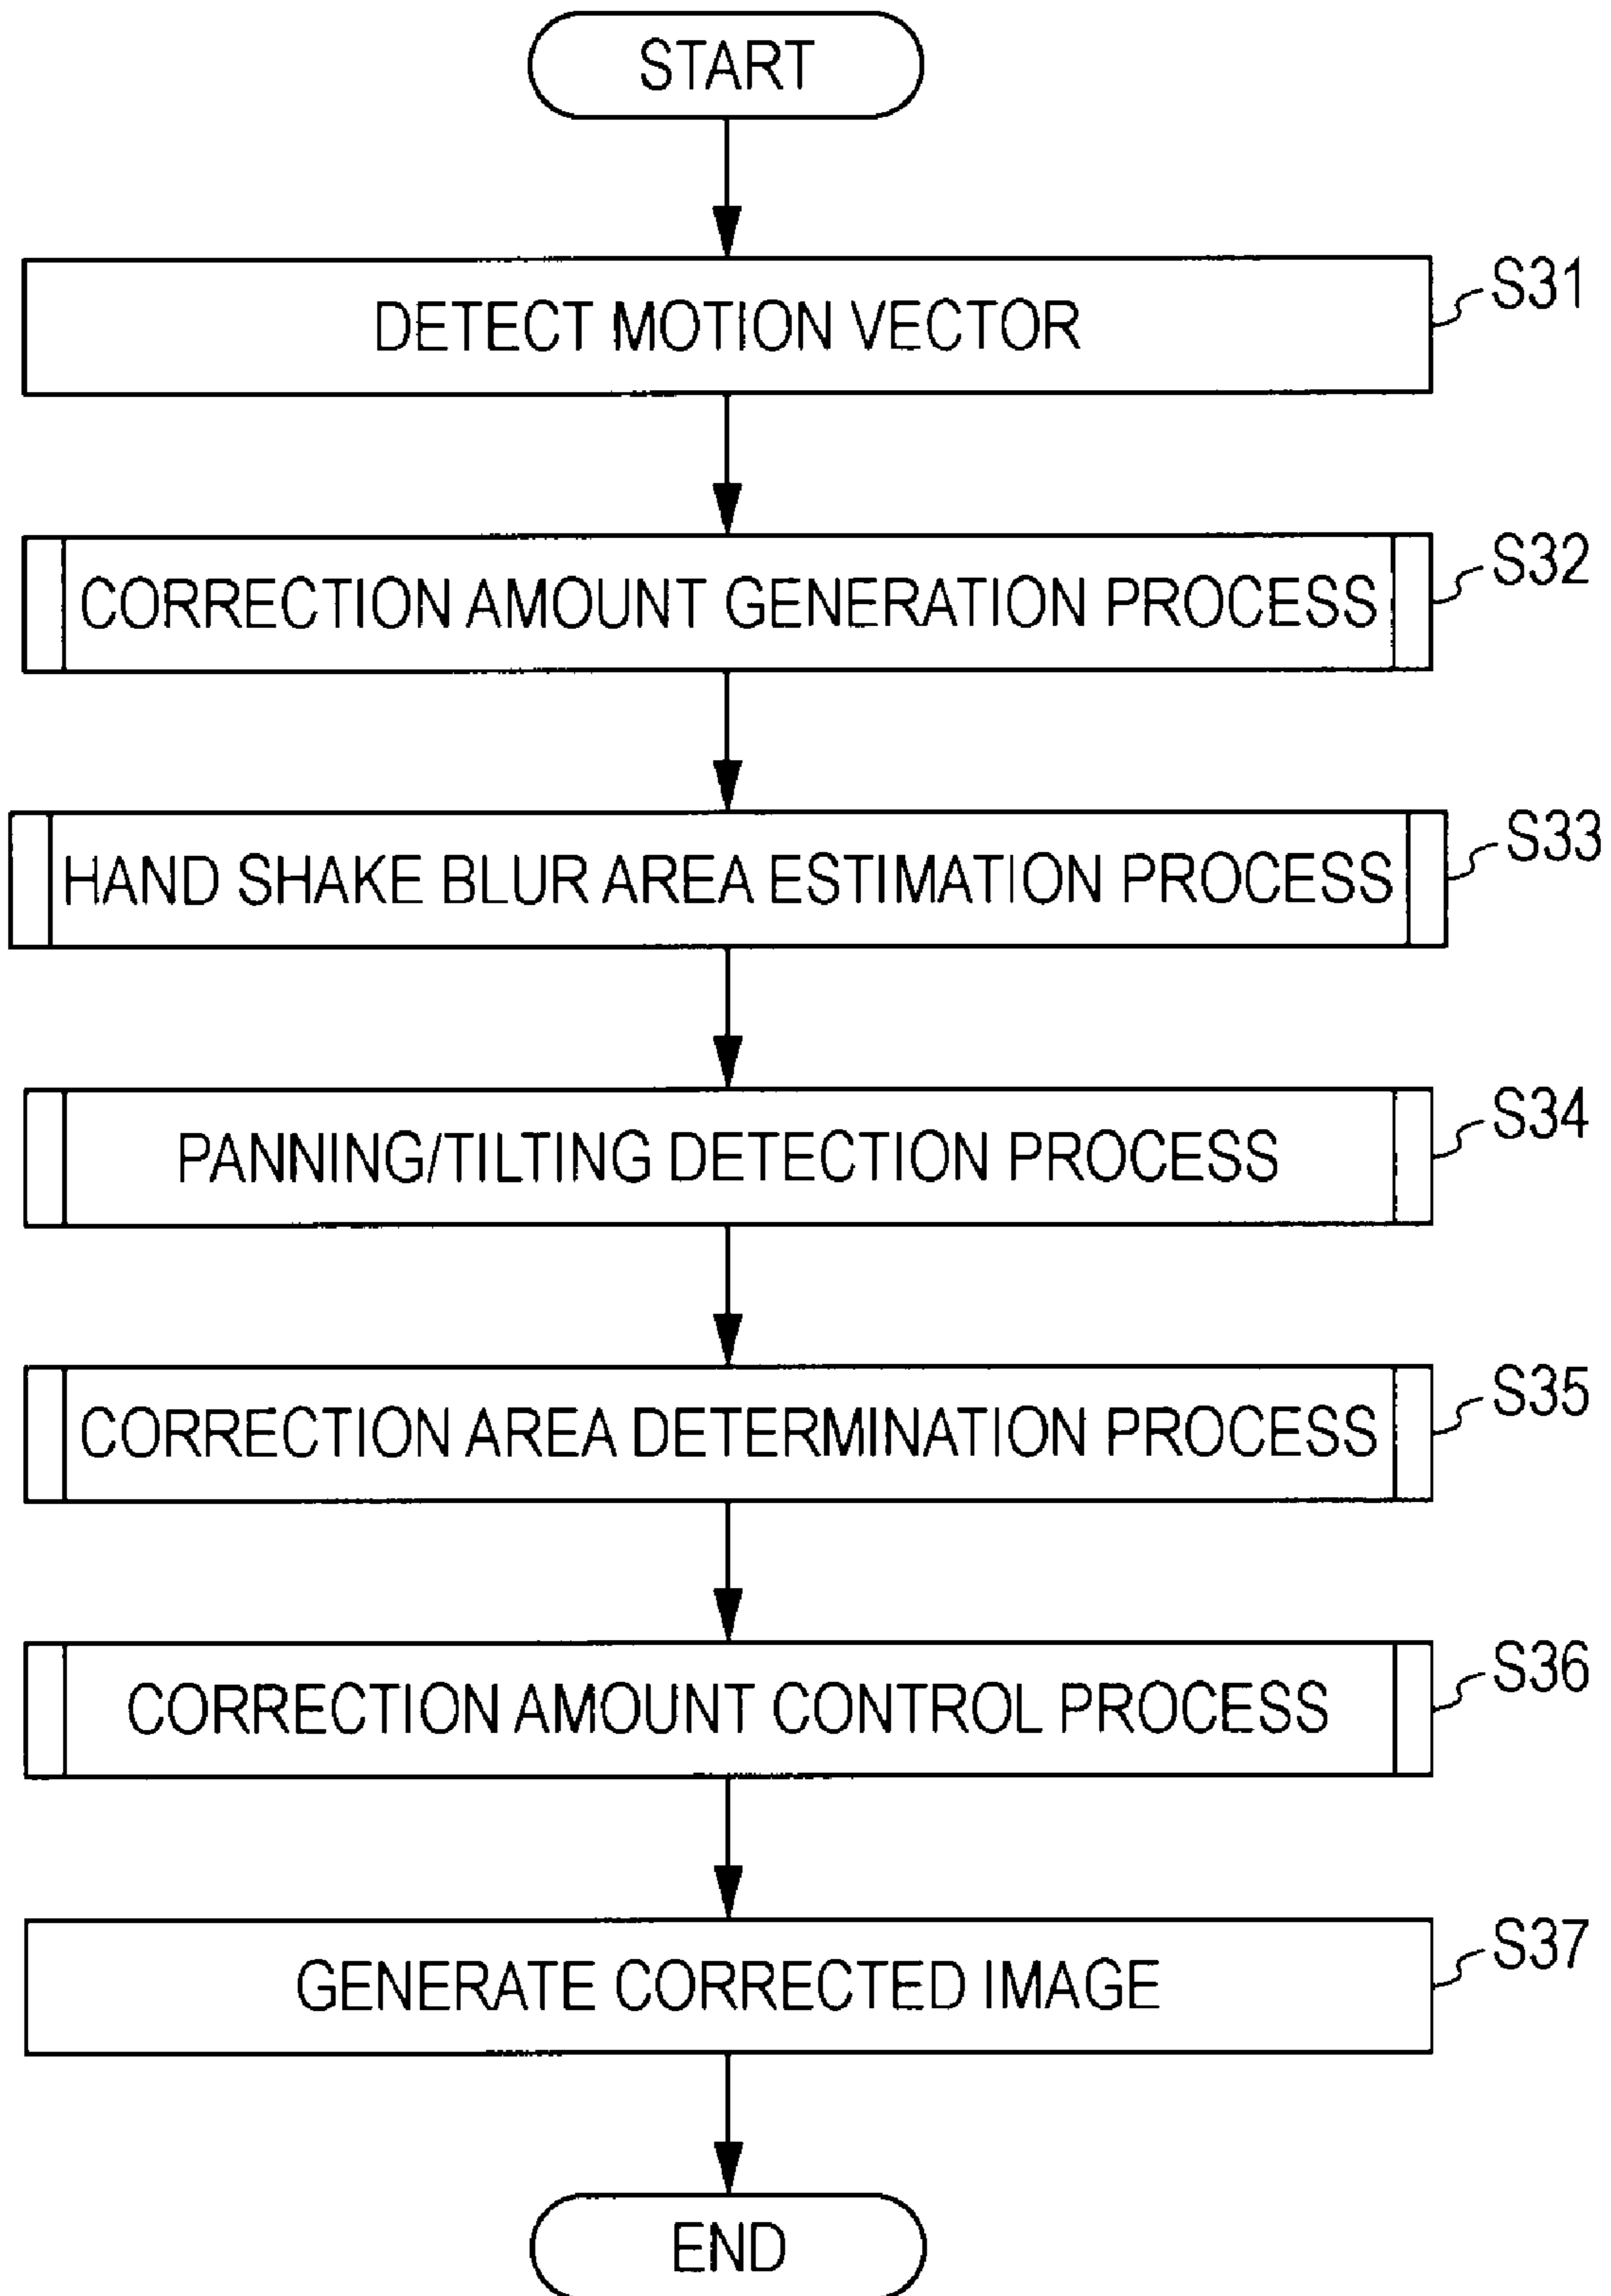 START
DETECT MOTION VECTOR
S31
CORRECTION AMOUNT GENERATION PROCESS
S32
HAND SHAKE BLUR AREA ESTIMATION PROCESS
S33
PANNING/TILTING DETECTION PROCESS
S34
CORRECTION AREA DETERMINATION PROCESS
S35
CORRECTION AMOUNT CONTROL PROCESS
S36
GENERATE CORRECTED IMAGE
S37
END